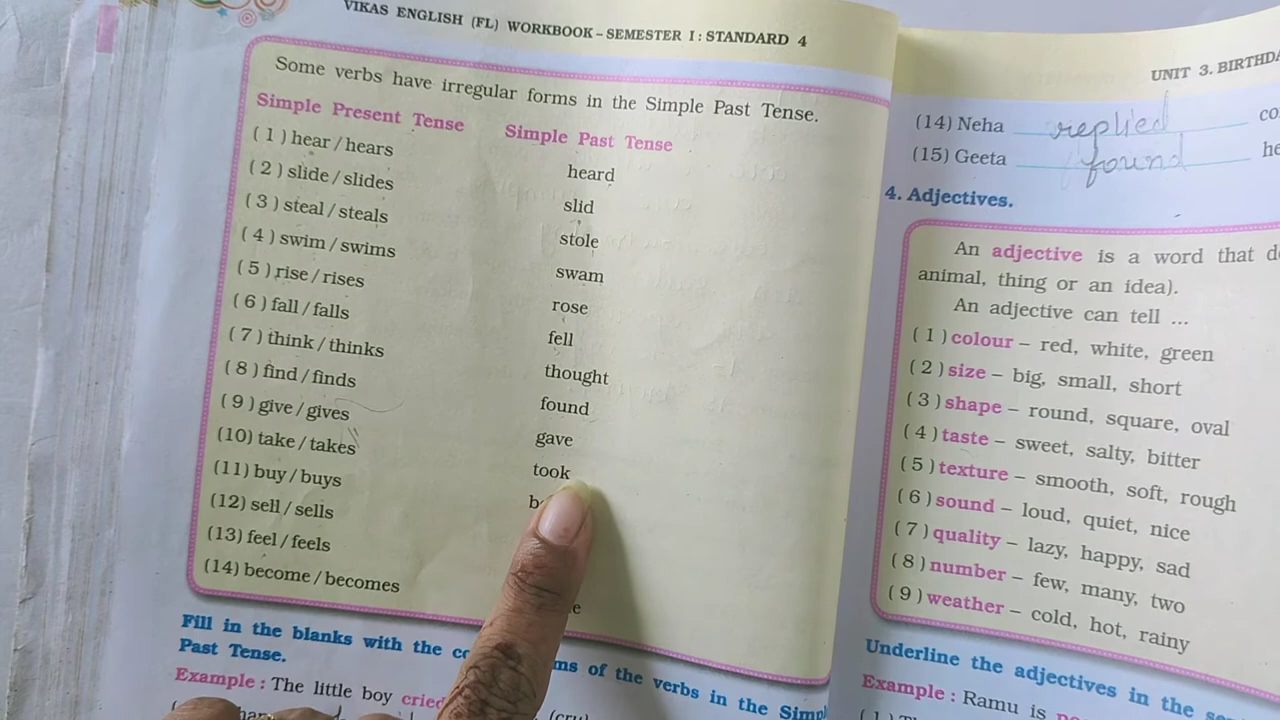 VIKAS ENGLISH (FL) WORKBOOK – SEMESTER I : STANDARD 4
Some verbs have irregular forms in the Simple Past Tense.
Simple Present Tense Simple Past Tense
( 1 ) hear / hears heard
( 2 ) slide / slides slid
( 3 ) steal / steals stole
( 4 ) swim / swims swam
( 5 ) rise / rises rose
( 6 ) fall / falls fell
( 7 ) think / thinks thought
( 8 ) find / finds found
( 9 ) give / gives gave
(10) take / takes took
(11) buy / buys
(12) sell / sells
(13) feel / feels
(14) become / becomes
Fill in the blanks with the of the verbs in the
Past Tense.
Example : The little boy cried
UNIT 3.
(14) Neha replied
(15) Geeta found
4. Adjectives.
An adjective is a word that
animal, thing or an idea).
An adjective can tell ...
( 1 ) colour – red, white, green
( 2 ) size – big, small, short
( 3 ) shape – round, square, oval
( 4 ) taste – sweet, salty, bitter
( 5 ) texture – smooth, soft, rough
( 6 ) sound – loud, quiet, nice
( 7 ) quality – lazy, happy, sad
( 8 ) number – few, many, two
( 9 ) weather – cold, hot, rainy
Underline the adjectives in the
Example : Ramu is